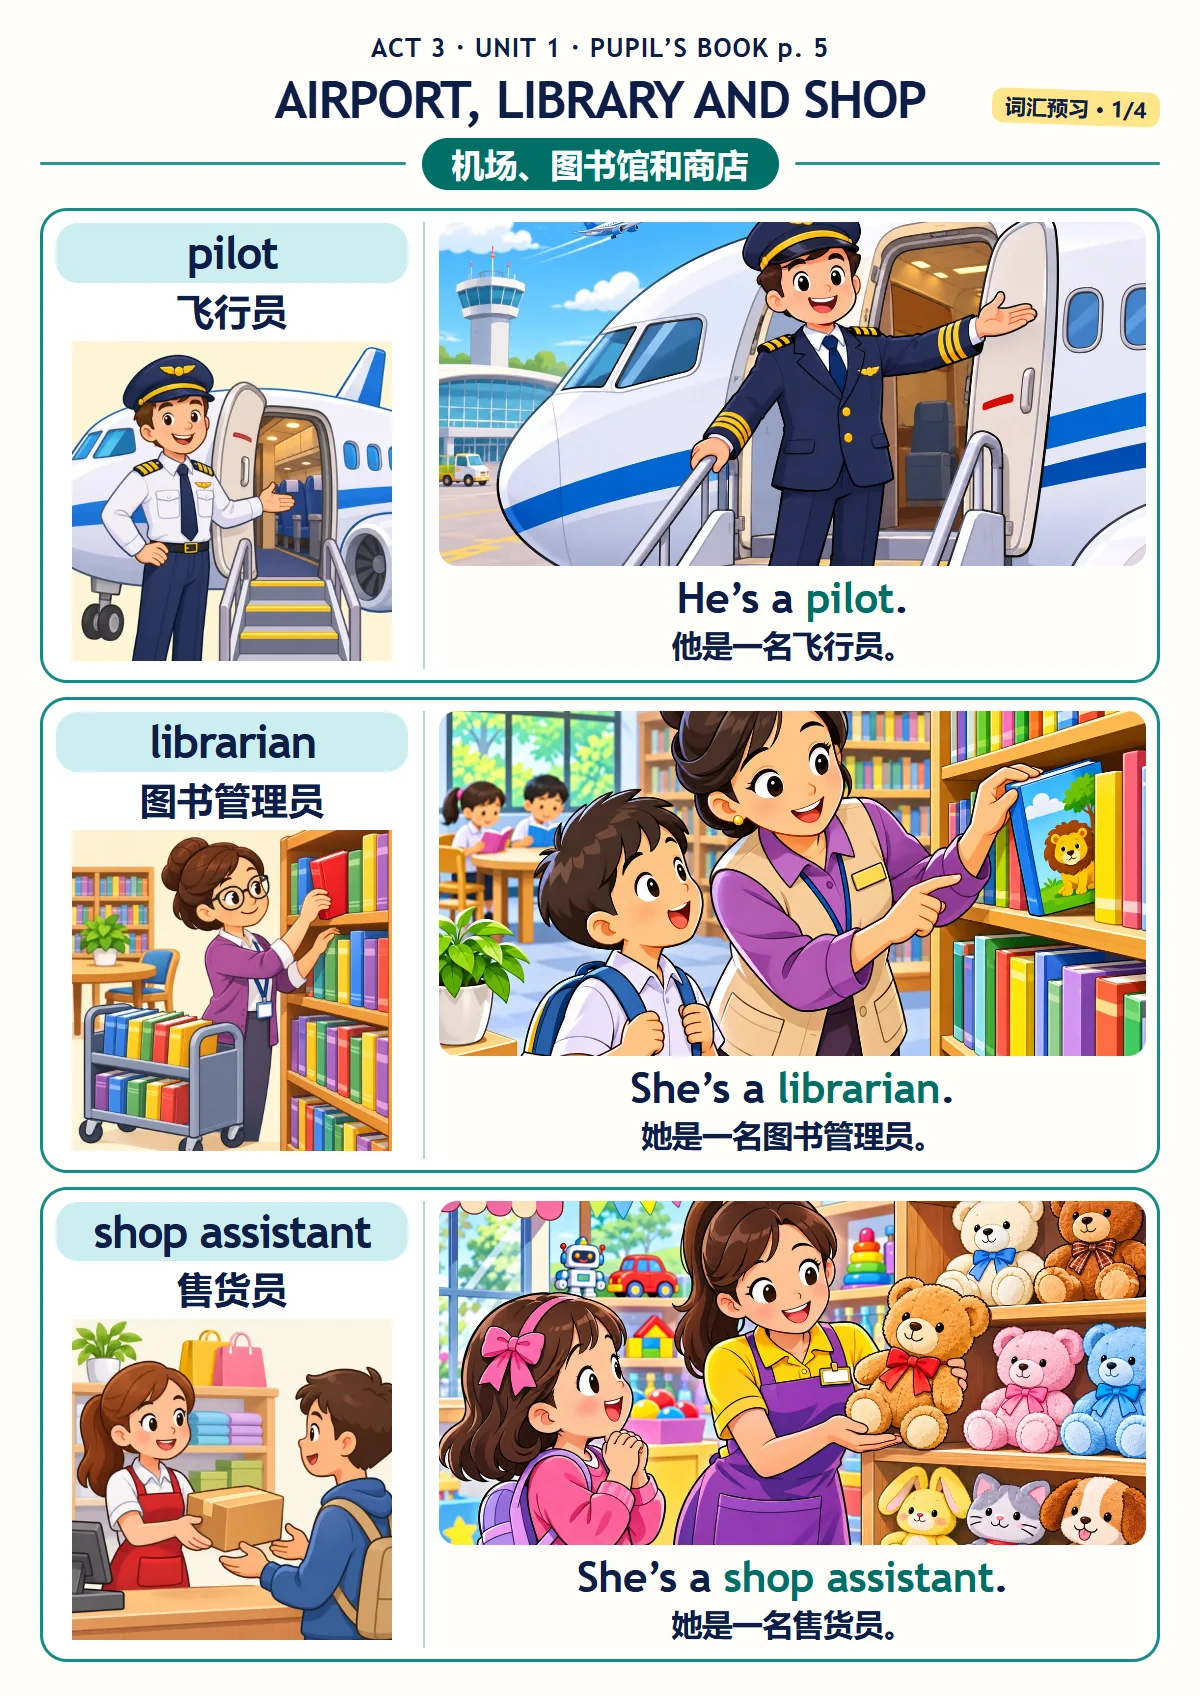 ACT 3 · UNIT 1 · PUPIL’S BOOK p. 5
AIRPORT, LIBRARY AND SHOP
词汇预习 · 1/4
机场、图书馆和商店
pilot
飞行员
He’s a pilot.
他是一名飞行员。
librarian
图书管理员
She’s a librarian.
她是一名图书管理员。
shop assistant
售货员
She’s a shop assistant.
她是一名售货员。